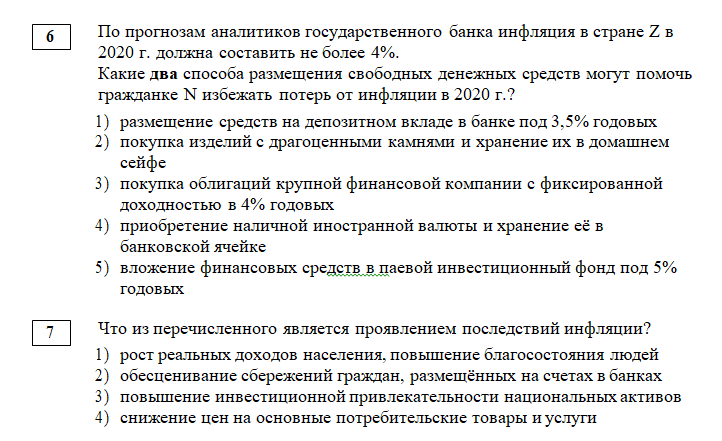 6
По прогнозам аналитиков государственного банка инфляция в стране Z в
2020 г. должна составить не более 4%.
Какие два способа размещения свободных денежных средств могут помочь
гражданке N избежать потерь от инфляции в 2020 г.?
1) размещение средств на депозитном вкладе в банке под 3,5% годовых
2) покупка изделий с драгоценными камнями и хранение их в домашнем
сейфе
3) покупка облигаций крупной финансовой компании с фиксированной
доходностью в 4% годовых
4) приобретение наличной иностранной валюты и хранение её в
банковской ячейке
5) вложение финансовых средств в паевой инвестиционный фонд под 5%
годовых
7
Что из перечисленного является проявлением последствий инфляции?
1) рост реальных доходов населения, повышение благосостояния людей
2) обесценивание сбережений граждан, размещённых на счетах в банках
3) повышение инвестиционной привлекательности национальных активов
4) снижение цен на основные потребительские товары и услуги